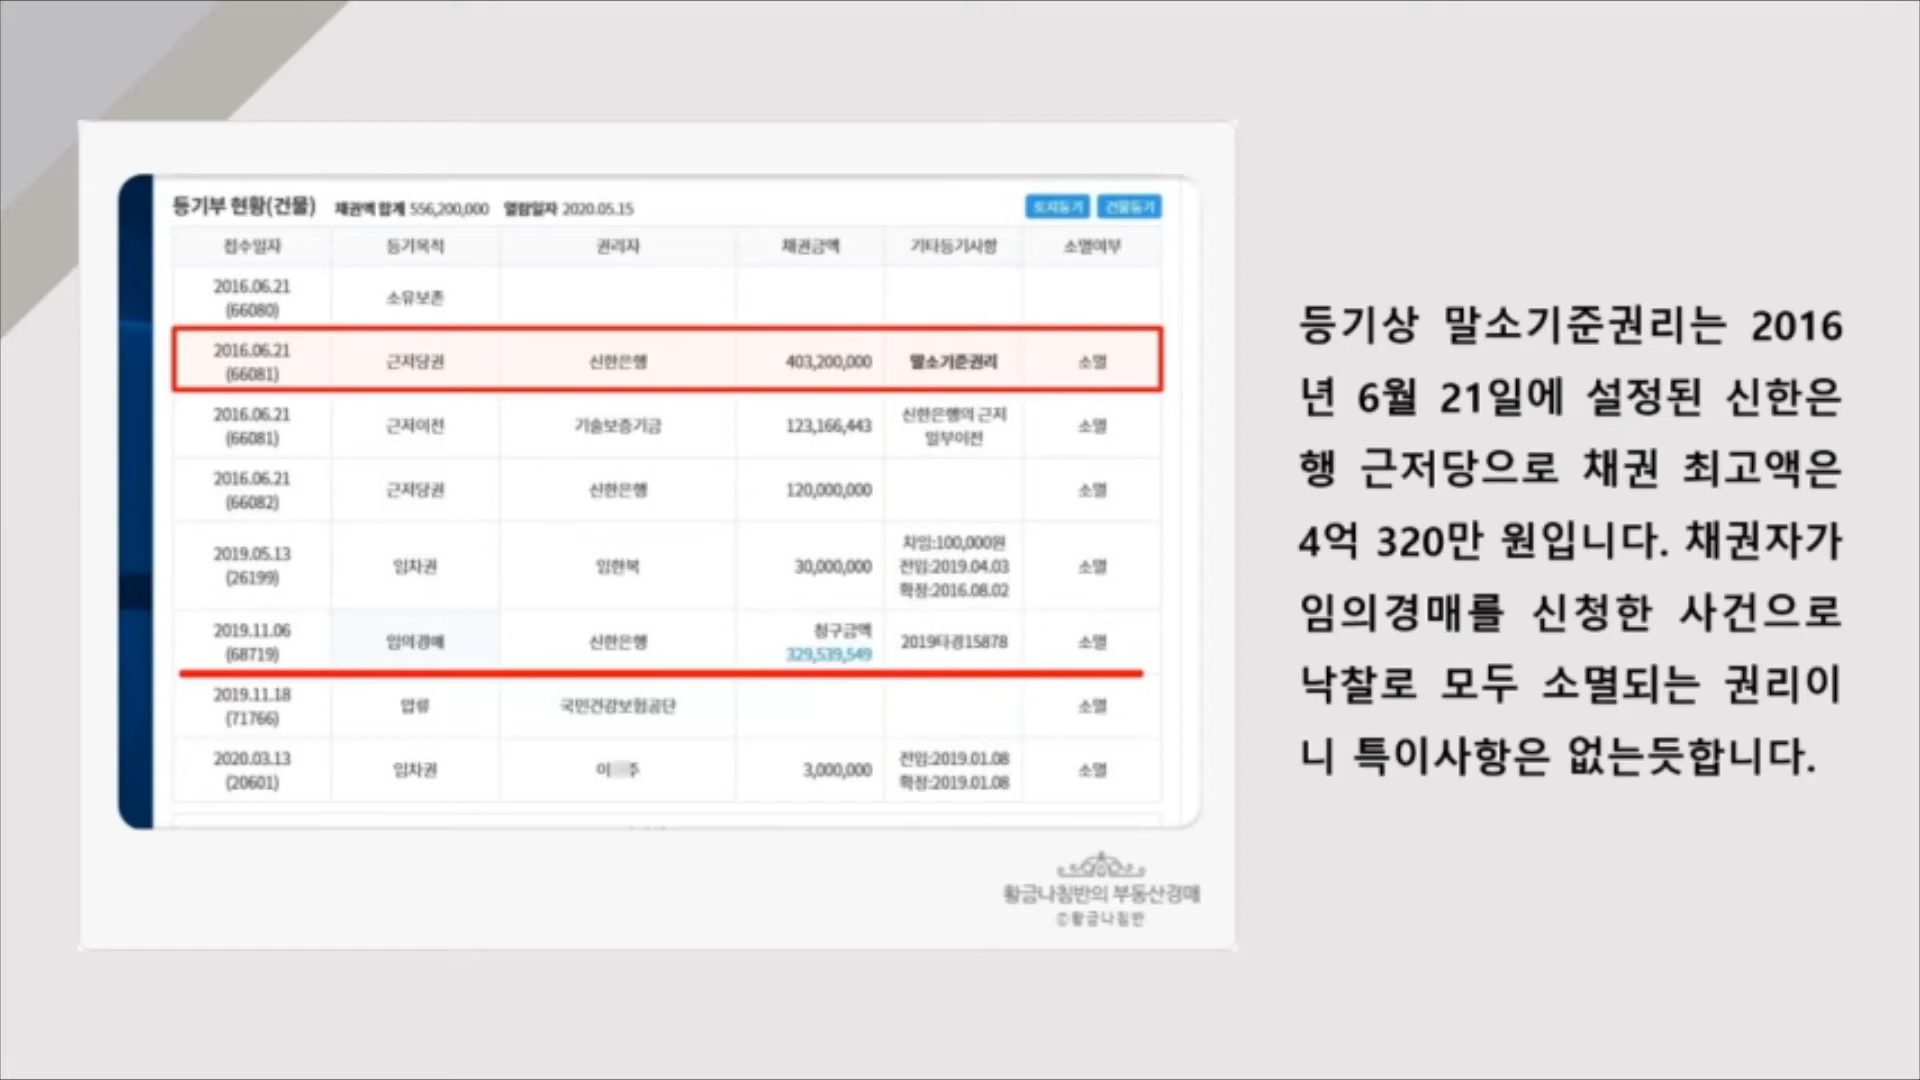 등기부 현황(건물) 채권액 합계 556,200,000 열람일자 2020.05.15 토지등기 건물등기
접수일자 등기목적 권리자 채권금액 기타등기사항 소멸여부
2016.06.21
(66080)
소유보존
2016.06.21
(66081)
근저당권 신한은행 403,200,000 말소기준권리 소멸
2016.06.21
(66081)
근저이전 기술보증기금 123,166,443
신한은행의 근저
일부이전
소멸
2016.06.21
(66082)
근저당권 신한은행 120,000,000 소멸
2019.05.13
(26199)
임차권 임한복 30,000,000
차임:100,000원
전입:2019.04.03
확정:2016.08.02
소멸
2019.11.06
(68719)
임의경매 신한은행
청구금액
329,539,549
2019타경15878 소멸
2019.11.18
(71766)
압류 국민건강보험공단 소멸
2020.03.13
(20601)
임차권 이 주 3,000,000
전입:2019.01.08
확정:2019.01.08
소멸
황금나침반의 부동산경매
©황금나침반
등기상 말소기준권리는 2016
년 6월 21일에 설정된 신한은
행 근저당으로 채권 최고액은
4억 320만 원입니다. 채권자가
임의경매를 신청한 사건으로
낙찰로 모두 소멸되는 권리이
니 특이사항은 없는듯합니다.